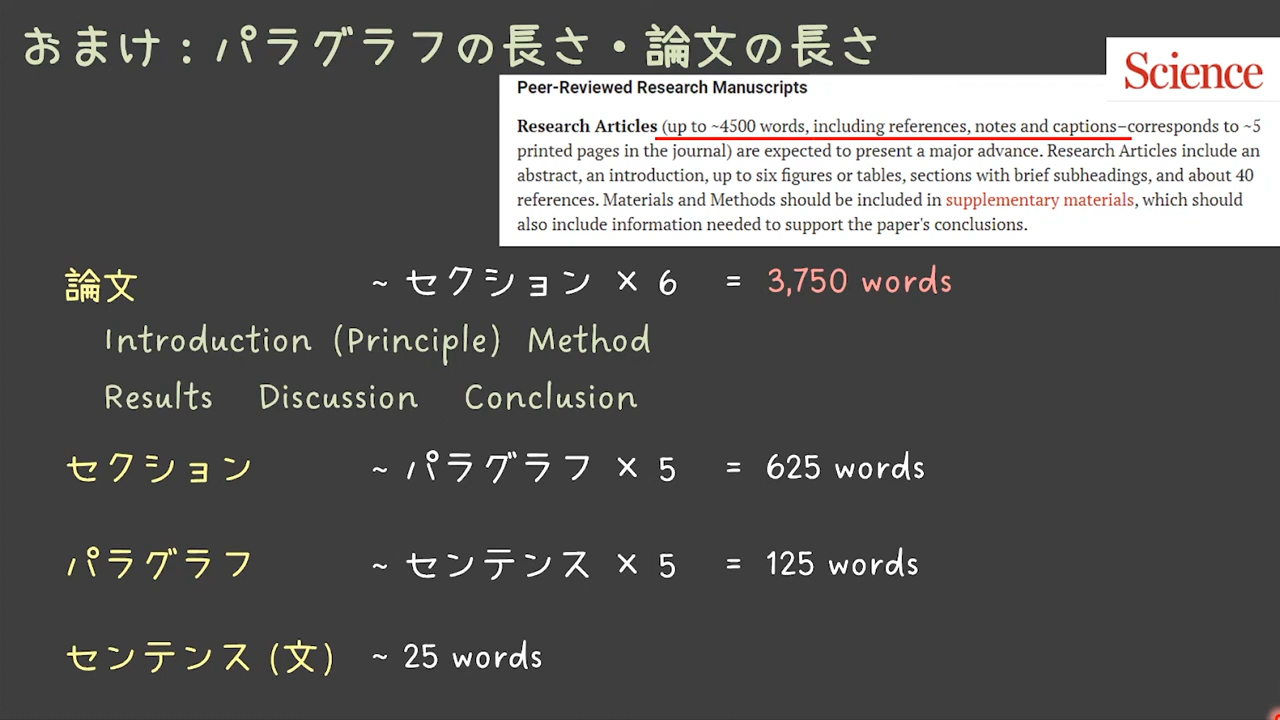 おまけ：パラグラフの長さ・論文の長さ
Science
Peer-Reviewed Research Manuscripts
Research Articles (up to ~4500 words, including references, notes and captions–corresponds to ~5
printed pages in the journal) are expected to present a major advance. Research Articles include an
abstract, an introduction, up to six figures or tables, sections with brief subheadings, and about 40
references. Materials and Methods should be included in supplementary materials, which should
also include information needed to support the paper's conclusions.
論文 ~ セクション × 6 = 3,750 words
Introduction (Principle) Method
Results Discussion Conclusion
セクション ~ パラグラフ × 5 = 625 words
パラグラフ ~ センテンス × 5 = 125 words
センテンス (文) ~ 25 words